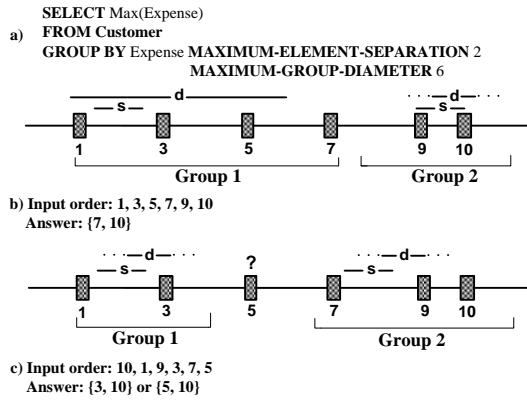 SELECT Max(Expense)
a) FROM Customer
GROUP BY Expense MAXIMUM-ELEMENT-SEPARATION 2
MAXIMUM-GROUP-DIAMETER 6
d
s
. . . d . . .
s
1 3 5 7 9 10
Group 1 Group 2
b) Input order: 1, 3, 5, 7, 9, 10
Answer: {7, 10}
. . . d . . .
s
?
. . . d . . .
s
1 3 5 7 9 10
Group 1 Group 2
c) Input order: 10, 1, 9, 3, 7, 5
Answer: {3, 10} or {5, 10}